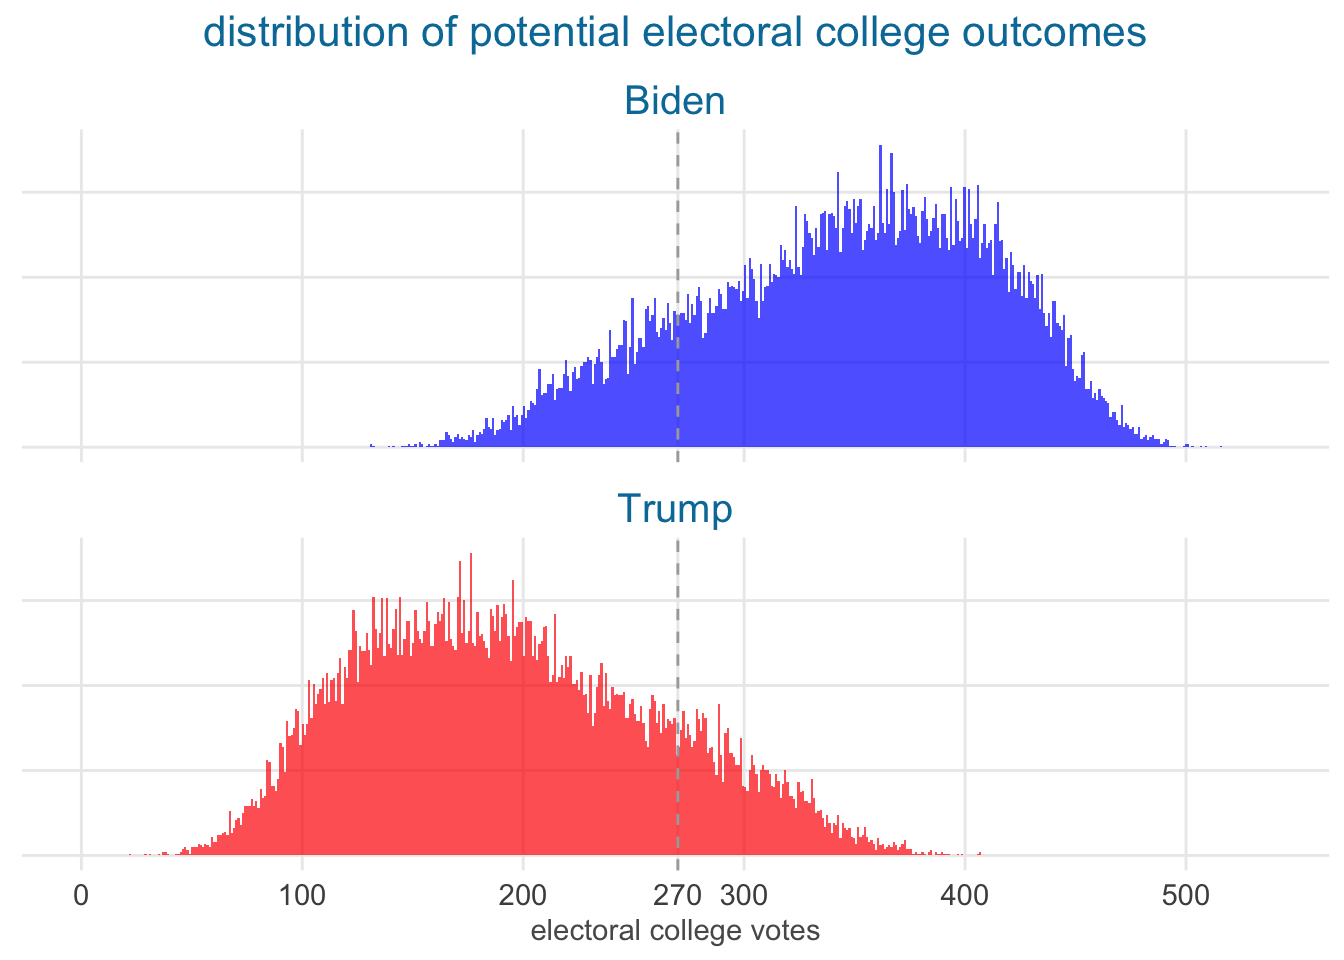 distribution of potential electoral college outcomes
Biden
Trump
0 100 200 270 300 400 500
electoral college votes